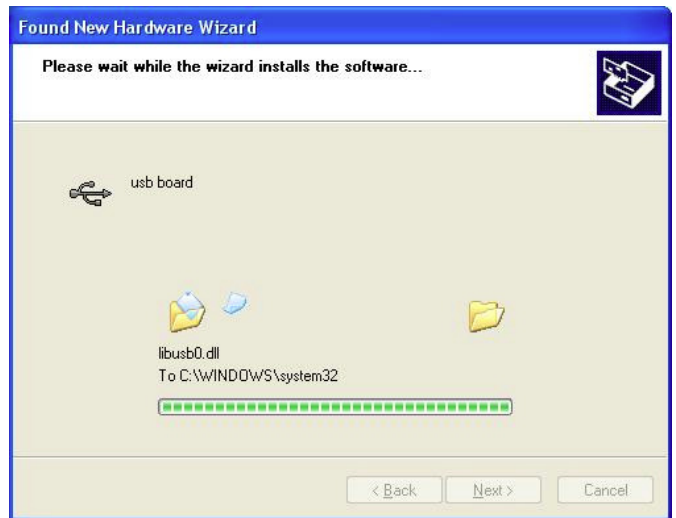 Found New Hardware Wizard
Please wait while the wizard installs the software...
usb board
libusb0.dll
To C:\WINDOWS\system32
< Back Next > Cancel